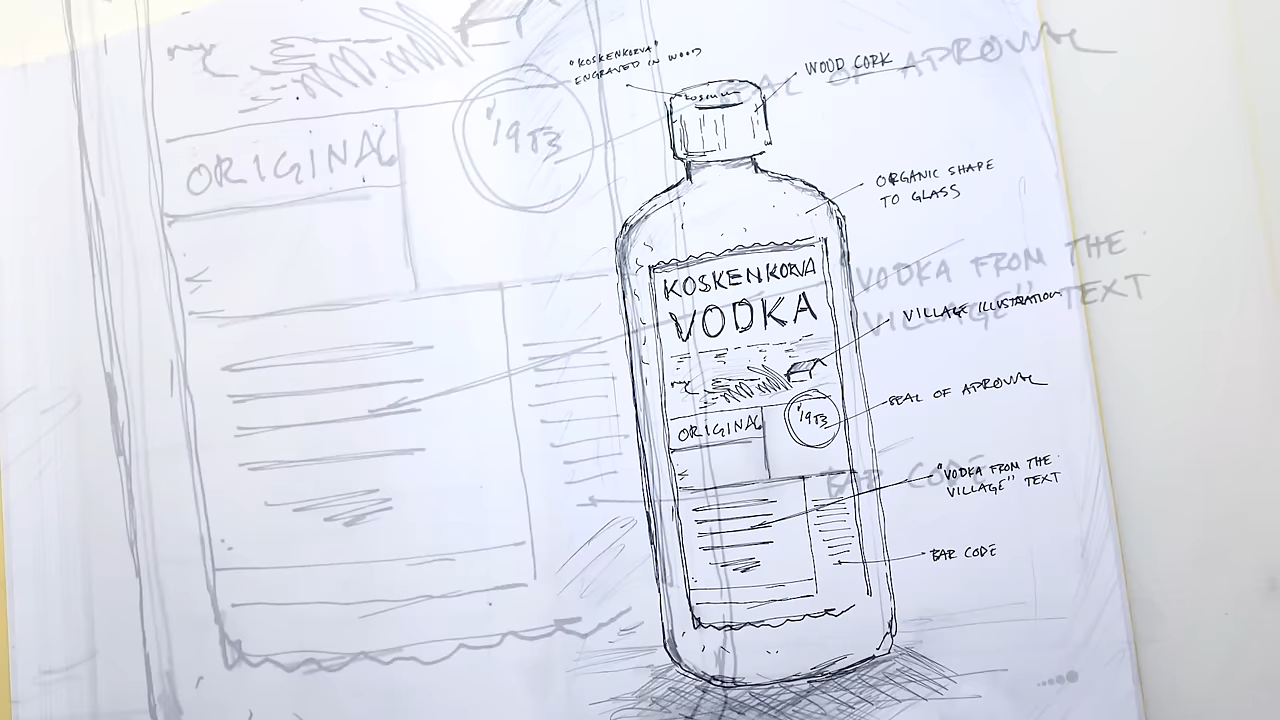 "KOSKENKORVA"
ENGRAVED IN WOOD
WOOD CORK
SEAL OF APROVAL
ORIGINAL
1953
ORGANIC SHAPE
TO GLASS
KOSKENKORVA
VODKA
VODKA FROM THE
VILLAGE" TEXT
VILLAGE ILLUSTRATION
SEAL OF APROVAL
ORIGINAL
1953
"VODKA FROM THE
VILLAGE" TEXT
BAR CODE
BAR CODE